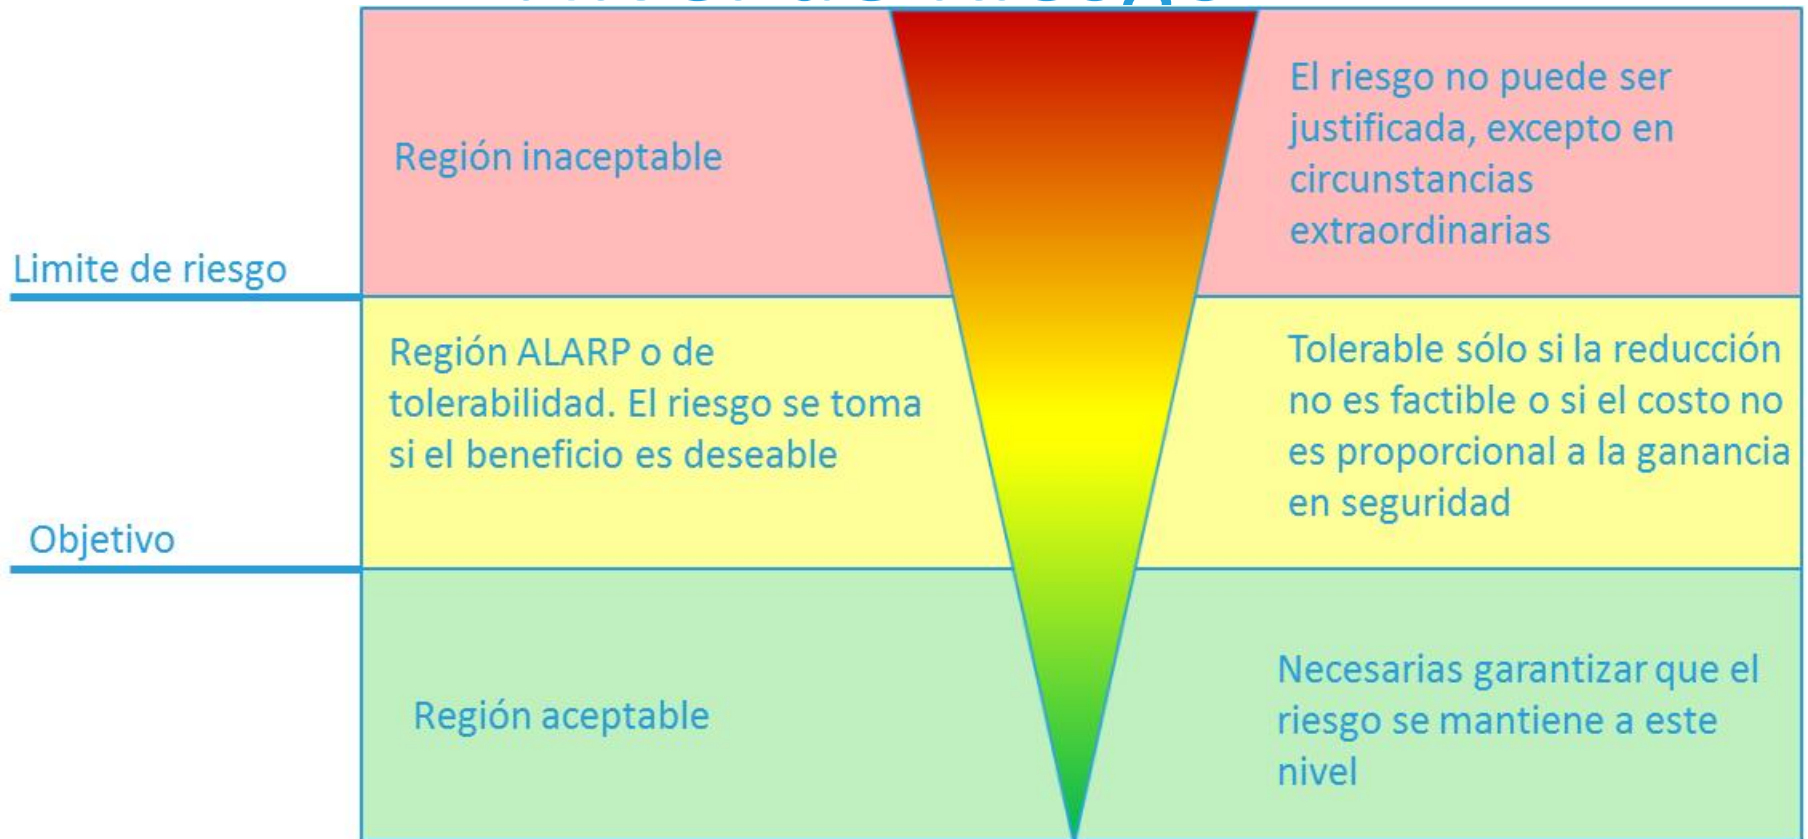 Región inaceptable
El riesgo no puede ser
justificada, excepto en
circunstancias
extraordinarias
Limite de riesgo
Región ALARP o de
tolerabilidad. El riesgo se toma
si el beneficio es deseable
Tolerable sólo si la reducción
no es factible o si el costo no
es proporcional a la ganancia
en seguridad
Objetivo
Región aceptable
Necesarias garantizar que el
riesgo se mantiene a este
nivel